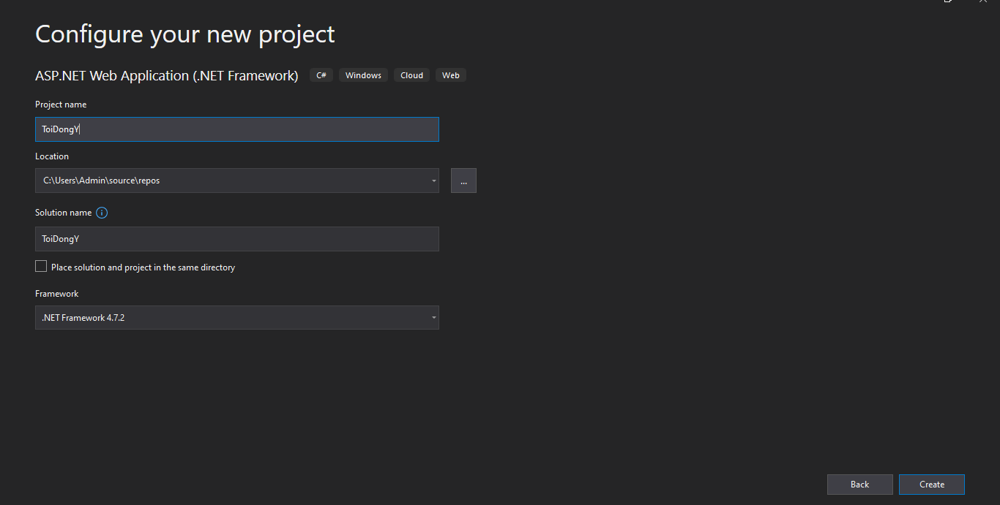 Configure your new project
ASP.NET Web Application (.NET Framework) C# Windows Cloud Web
Project name
ToiDongY
Location
C:\Users\Admin\source\repos
...
Solution name
ToiDongY
Place solution and project in the same directory
Framework
.NET Framework 4.7.2
Back Create